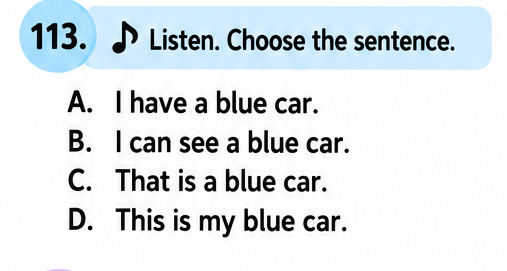 113. ♪ Listen. Choose the sentence.
A. I have a blue car.
B. I can see a blue car.
C. That is a blue car.
D. This is my blue car.